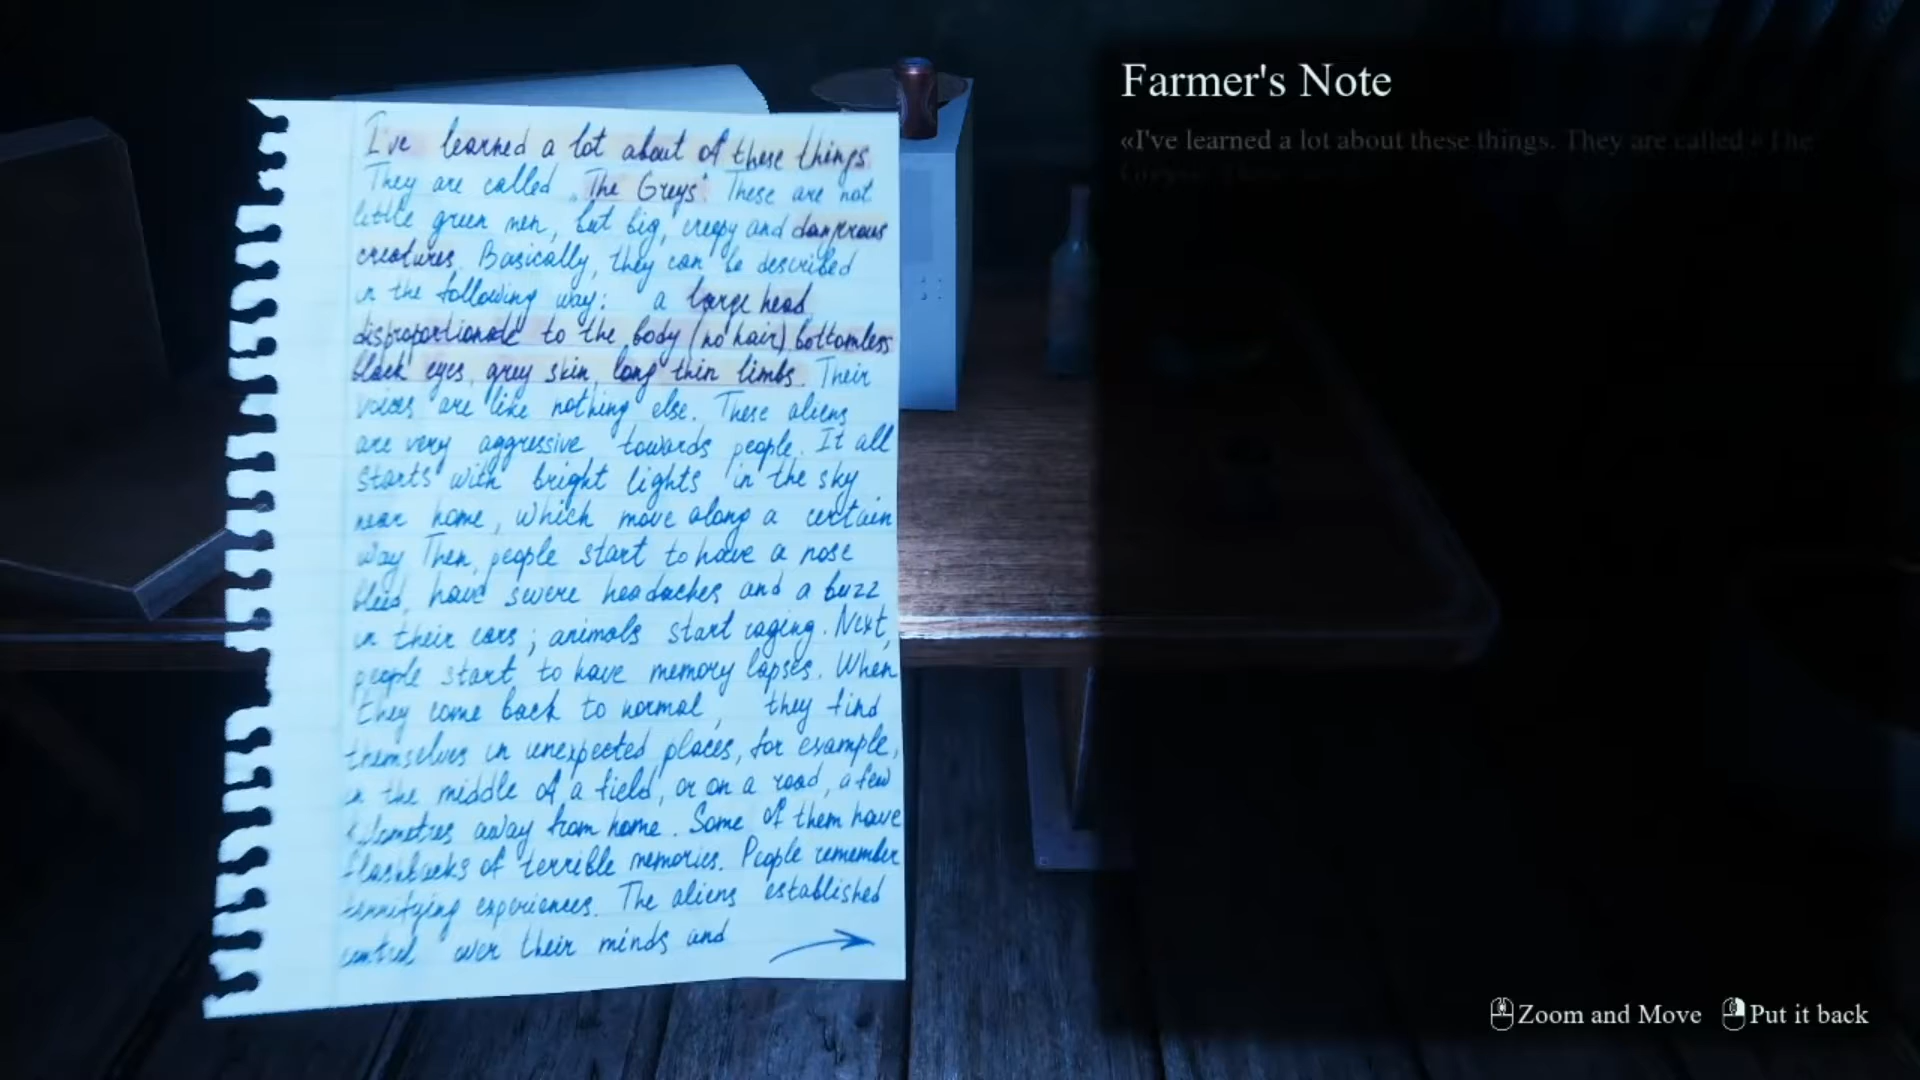 I've learned a lot about of these things.
They are called "The Greys". These are not
little green men, but big, creepy and dangerous
creatures. Basically, they can be described
in the following way: a large head
disproportionate to the body (no hair), bottomless
black eyes, grey skin, long thin limbs. Their
voices are like nothing else. These aliens
are very aggressive towards people. It all
starts with bright lights in the sky
near home, which move along a certain
way. Then, people start to have a nose
bleed, have severe headaches and a buzz
in their ears; animals start raging. Next,
people start to have memory lapses. When
they come back to normal, they find
themselves in unexpected places, for example,
in the middle of a field, or on a road, a few
kilometres away from home. Some of them have
flashbacks of terrible memories. People remember
terrifying experiences. The aliens established
control over their minds and
Farmer's Note
«I've learned a lot about these things. They are called « The
Zoom and Move
Put it back